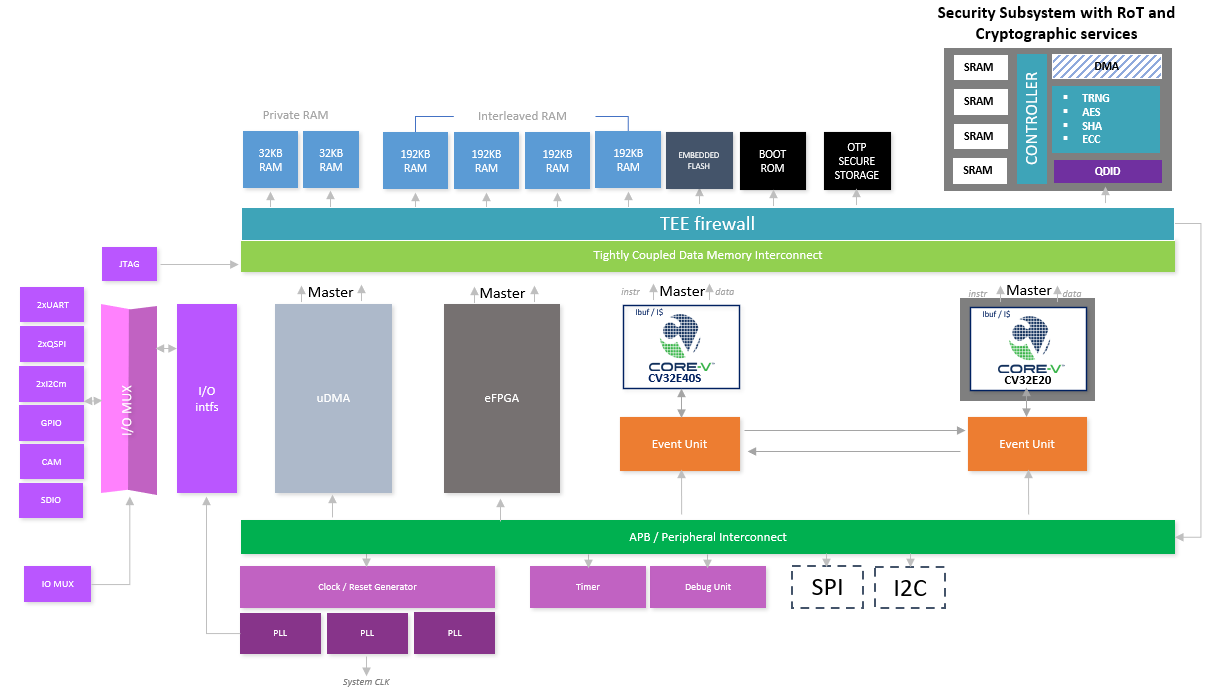 Security Subsystem with RoT and
Cryptographic services
SRAM
SRAM
SRAM
SRAM
CONTROLLER
DMA
▪ TRNG
▪ AES
▪ SHA
▪ ECC
QDID
Private RAM
Interleaved RAM
32KB
RAM
32KB
RAM
192KB
RAM
192KB
RAM
192KB
RAM
192KB
RAM
EMBEDDED
FLASH
BOOT
ROM
OTP
SECURE
STORAGE
TEE firewall
Tightly Coupled Data Memory Interconnect
JTAG
Master
Master
instr
Master
data
instr
Master
data
2xUART
2xQSPI
2xI2Cm
GPIO
CAM
SDIO
I/O MUX
I/O
intfs
uDMA
eFPGA
Ibuf / I$
CORE-V™
CV32E40S
Ibuf / I$
CORE-V™
CV32E20
Event Unit
Event Unit
APB / Peripheral Interconnect
IO MUX
Clock / Reset Generator
Timer
Debug Unit
SPI
I2C
PLL
PLL
PLL
System CLK